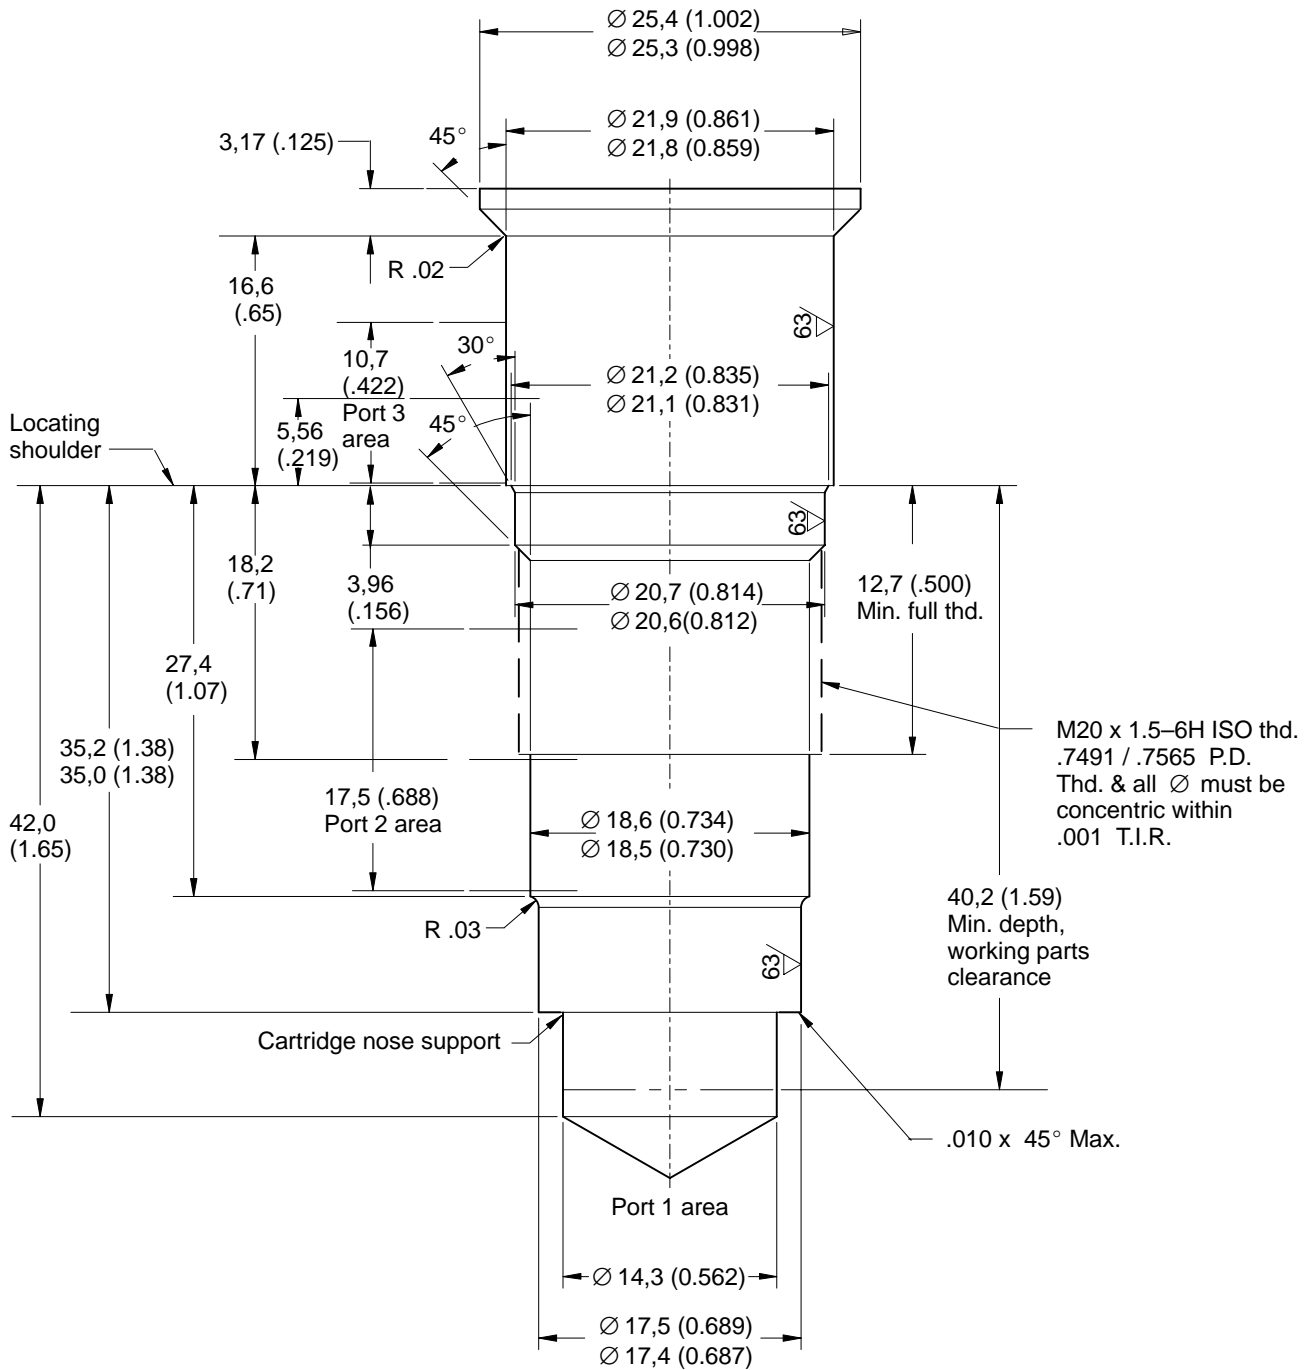 ∅ 25,4 (1.002)
∅ 25,3 (0.998)
∅ 21,9 (0.861)
∅ 21,8 (0.859)
45°
3,17 (.125)
R .02
16,6
(.65)
63
30°
10,7
(.422)
Port 3
area
∅ 21,2 (0.835)
∅ 21,1 (0.831)
45°
5,56
(.219)
Locating
shoulder
63
18,2
(.71)
3,96
(.156)
∅ 20,7 (0.814)
∅ 20,6(0.812)
12,7 (.500)
Min. full thd.
27,4
(1.07)
M20 x 1.5–6H ISO thd.
.7491 / .7565 P.D.
Thd. & all ∅ must be
concentric within
.001 T.I.R.
35,2 (1.38)
35,0 (1.38)
17,5 (.688)
Port 2 area
42,0
(1.65)
∅ 18,6 (0.734)
∅ 18,5 (0.730)
40,2 (1.59)
Min. depth,
working parts
clearance
R .03
63
Cartridge nose support
.010 x 45° Max.
Port 1 area
∅ 14,3 (0.562)
∅ 17,5 (0.689)
∅ 17,4 (0.687)